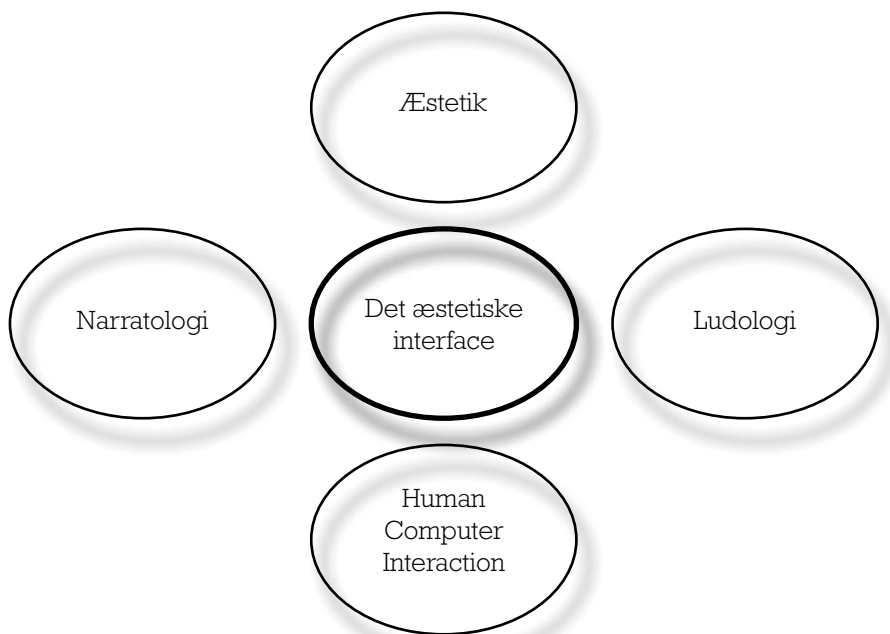 Æstetik
Narratologi
Det æstetiske
interface
Ludologi
Human
Computer
Interaction